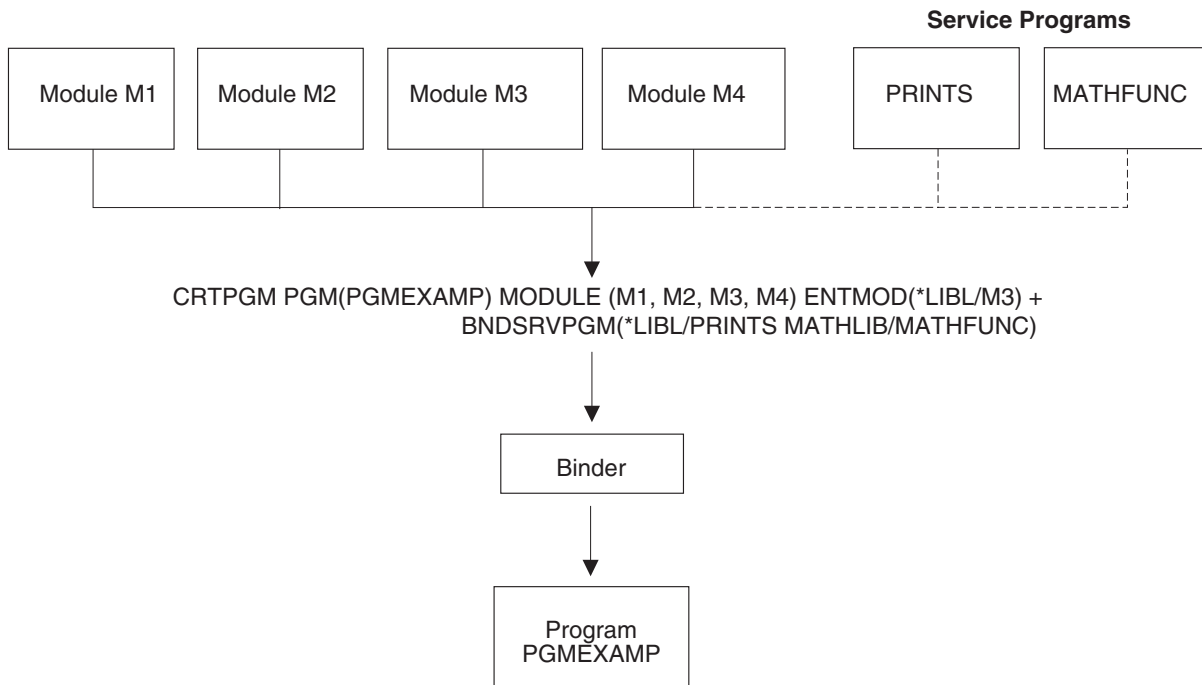 Service Programs
Module M1
Module M2
Module M3
Module M4
PRINTS
MATHFUNC
CRTPGM PGM(PGMEXAMP) MODULE (M1, M2, M3, M4) ENTMOD(*LIBL/M3) +
BNDSRVPGM(*LIBL/PRINTS MATHLIB/MATHFUNC)
Binder
Program
PGMEXAMP